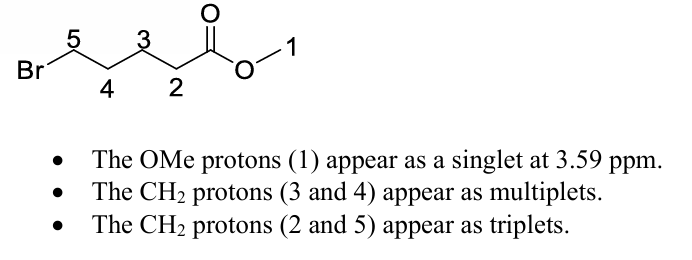 O
5 3 1
Br O
4 2
• The OMe protons (1) appear as a singlet at 3.59 ppm.
• The CH₂ protons (3 and 4) appear as multiplets.
• The CH₂ protons (2 and 5) appear as triplets.